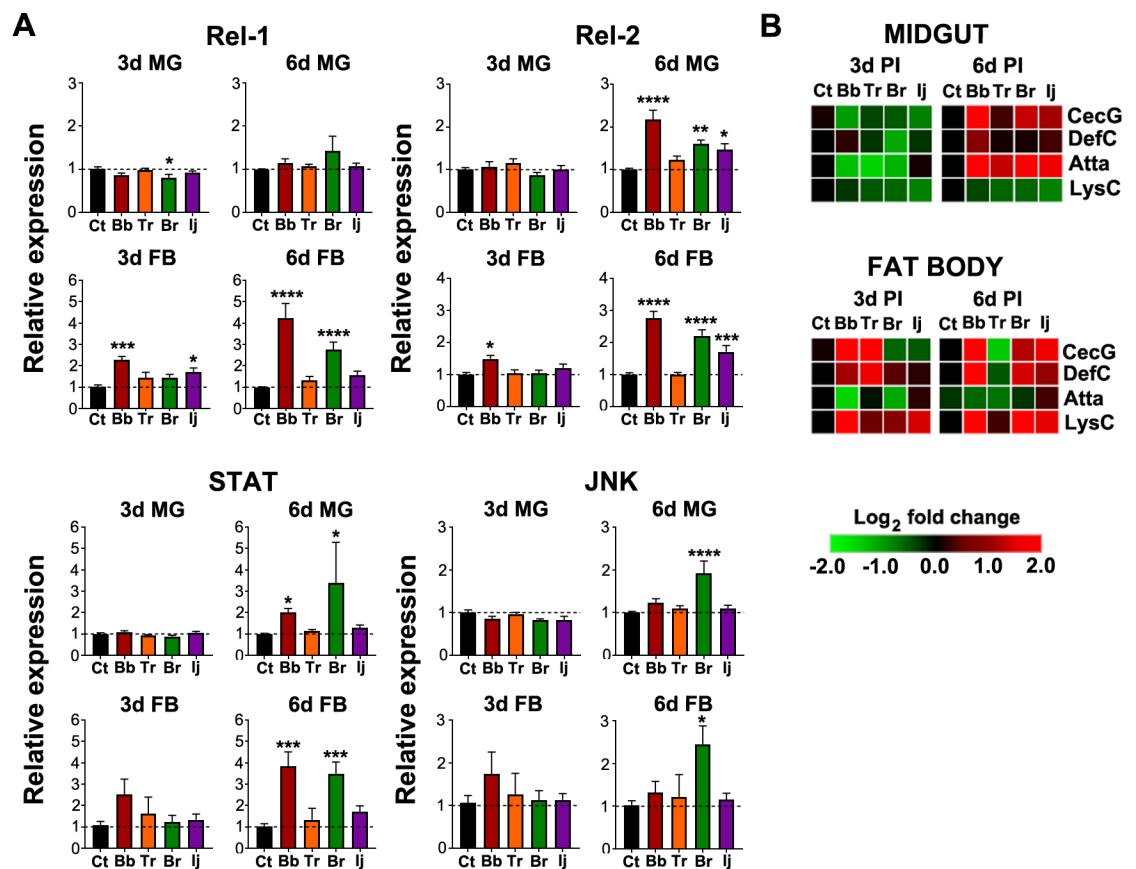 A
Rel-1
Rel-2
3d MG
6d MG
3d MG
6d MG
Relative expression
3
2
1
0
*
Ct Bb Tr Br Ij
3
2
1
0
Ct Bb Tr Br Ij
Relative expression
3
2
1
0
Ct Bb Tr Br Ij
3
2
1
0
****
**
*
Ct Bb Tr Br Ij
3d FB
6d FB
3d FB
6d FB
6
5
4
3
2
1
0
***
*
Ct Bb Tr Br Ij
6
5
4
3
2
1
0
****
****
Ct Bb Tr Br Ij
4
3
2
1
0
*
Ct Bb Tr Br Ij
4
3
2
1
0
****
****
***
Ct Bb Tr Br Ij
STAT
JNK
3d MG
6d MG
3d MG
6d MG
Relative expression
6
5
4
3
2
1
0
Ct Bb Tr Br Ij
6
5
4
3
2
1
0
*
*
Ct Bb Tr Br Ij
Relative expression
3
2
1
0
Ct Bb Tr Br Ij
3
2
1
0
****
Ct Bb Tr Br Ij
3d FB
6d FB
3d FB
6d FB
6
5
4
3
2
1
0
Ct Bb Tr Br Ij
6
5
4
3
2
1
0
***
***
Ct Bb Tr Br Ij
3
2
1
0
Ct Bb Tr Br Ij
3
2
1
0
*
Ct Bb Tr Br Ij
B
MIDGUT
3d PI
6d PI
Ct Bb Tr Br Ij
Ct Bb Tr Br Ij
CecG
DefC
Atta
LysC
FAT BODY
3d PI
6d PI
Ct Bb Tr Br Ij
Ct Bb Tr Br Ij
CecG
DefC
Atta
LysC
Log2 fold change
-2.0 -1.0 0.0 1.0 2.0